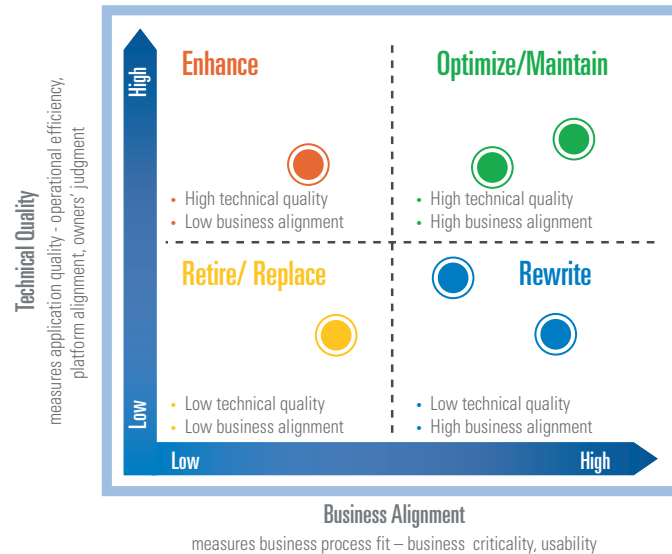 Technical Quality
measures application quality - operational efficiency,
platform alignment, owners' judgment
High
Low
Enhance
• High technical quality
• Low business alignment
Optimize/Maintain
• High technical quality
• High business alignment
Retire/ Replace
• Low technical quality
• Low business alignment
Rewrite
• Low technical quality
• High business alignment
Low
High
Business Alignment
measures business process fit – business criticality, usability